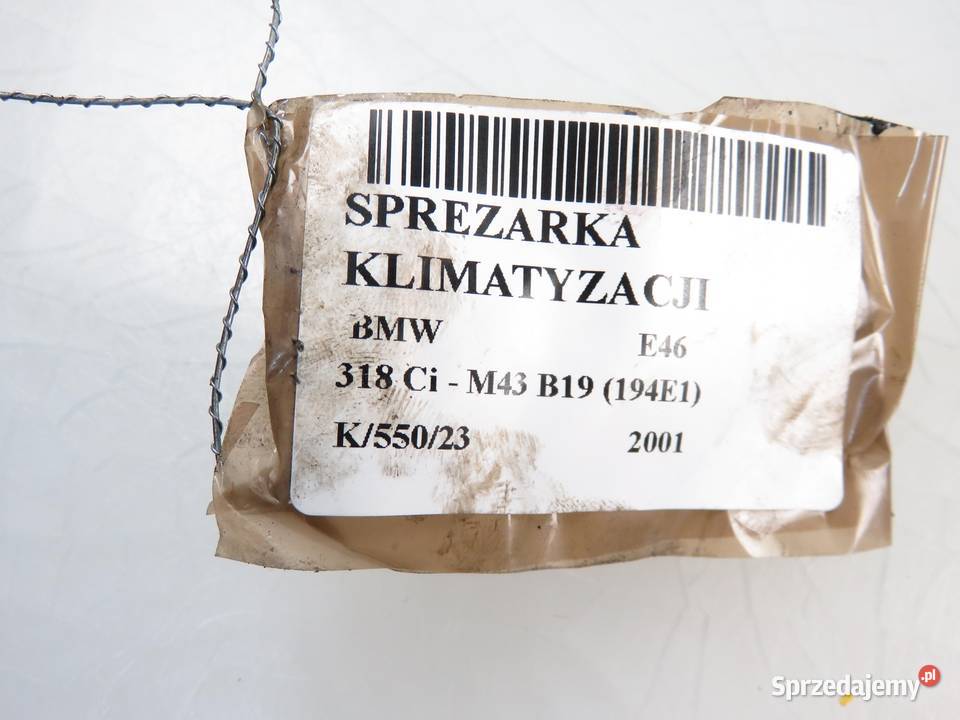 SPREZARKA
KLIMATYZACJI
BMW E46
318 Ci - M43 B19 (194E1)
K/550/23 2001
Sprzedajemy.pl